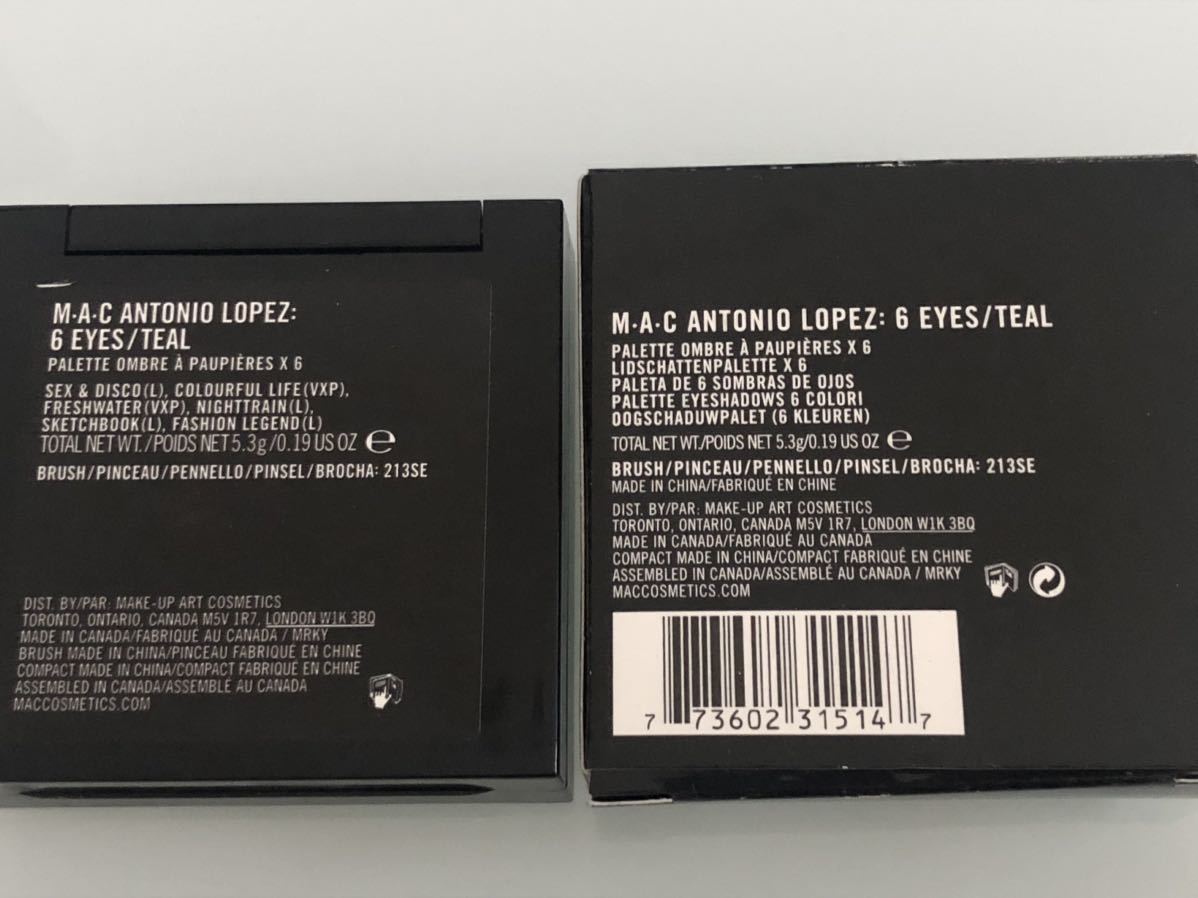 M·A·C ANTONIO LOPEZ:
6 EYES/TEAL
PALETTE OMBRE À PAUPIÈRES X 6
SEX & DISCO(L), COLOURFUL LIFE(VXP),
FRESHWATER(VXP), NIGHTTRAIN(L),
SKETCHBOOK(L), FASHION LEGEND(L)
TOTAL NET WT./POIDS NET 5.3g/0.19 US OZ ℮
BRUSH/PINCEAU/PENNELLO/PINSEL/BROCHA: 213SE
DIST. BY/PAR: MAKE-UP ART COSMETICS
TORONTO, ONTARIO, CANADA M5V 1R7, LONDON W1K 3BQ
MADE IN CANADA/FABRIQUÉ AU CANADA / MRKY
BRUSH MADE IN CHINA/PINCEAU FABRIQUÉ EN CHINE
COMPACT MADE IN CHINA/COMPACT FABRIQUÉ EN CHINE
ASSEMBLED IN CANADA/ASSEMBLÉ AU CANADA
MACCOSMETICS.COM
M·A·C ANTONIO LOPEZ: 6 EYES/TEAL
PALETTE OMBRE À PAUPIÈRES X 6
LIDSCHATTENPALETTE X 6
PALETA DE 6 SOMBRAS DE OJOS
PALETTE EYESHADOWS 6 COLORI
OOGSCHADUWPALET (6 KLEUREN)
TOTAL NET WT./POIDS NET 5.3g/0.19 US OZ ℮
BRUSH/PINCEAU/PENNELLO/PINSEL/BROCHA: 213SE
MADE IN CHINA/FABRIQUÉ EN CHINE
DIST. BY/PAR: MAKE-UP ART COSMETICS
TORONTO, ONTARIO, CANADA M5V 1R7, LONDON W1K 3BQ
MADE IN CANADA/FABRIQUÉ AU CANADA
COMPACT MADE IN CHINA/COMPACT FABRIQUÉ EN CHINE
ASSEMBLED IN CANADA/ASSEMBLÉ AU CANADA / MRKY
MACCOSMETICS.COM
7 73602 31514 7